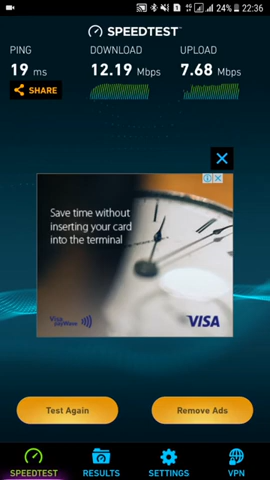 24% 22:36
SPEEDTEST
PING DOWNLOAD UPLOAD
19 ms 12.19 Mbps 7.68 Mbps
SHARE
Save time without
inserting your card
into the terminal
Visa
payWave
VISA
Test Again Remove Ads
SPEEDTEST RESULTS SETTINGS VPN